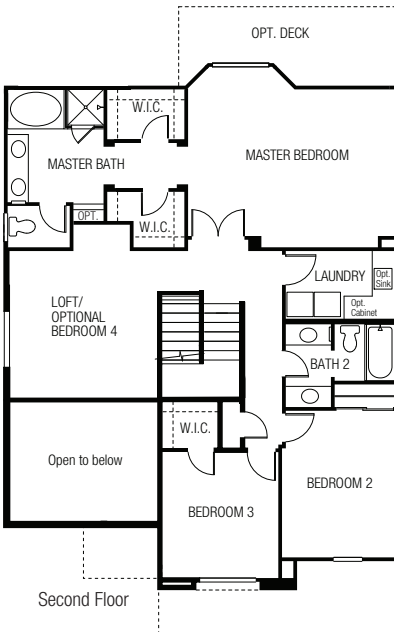 OPT. DECK
W.I.C.
MASTER BATH
MASTER BEDROOM
OPT.
W.I.C.
LAUNDRY
Opt.
Sink
Opt.
Cabinet
LOFT/
OPTIONAL
BEDROOM 4
BATH 2
W.I.C.
Open to below
BEDROOM 2
BEDROOM 3
Second Floor